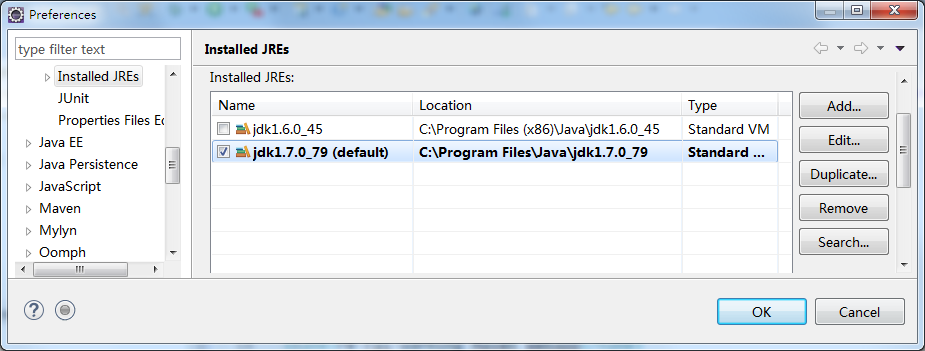 Preferences
type filter text
Installed JREs
JUnit
Properties Files Ec
Java EE
Java Persistence
JavaScript
Maven
Mylyn
Oomph
Installed JREs
Installed JREs:
Name Location Type
jdk1.6.0_45 C:\Program Files (x86)\Java\jdk1.6.0_45 Standard VM
jdk1.7.0_79 (default) C:\Program Files\Java\jdk1.7.0_79 Standard ...
Add...
Edit...
Duplicate...
Remove
Search...
OK Cancel